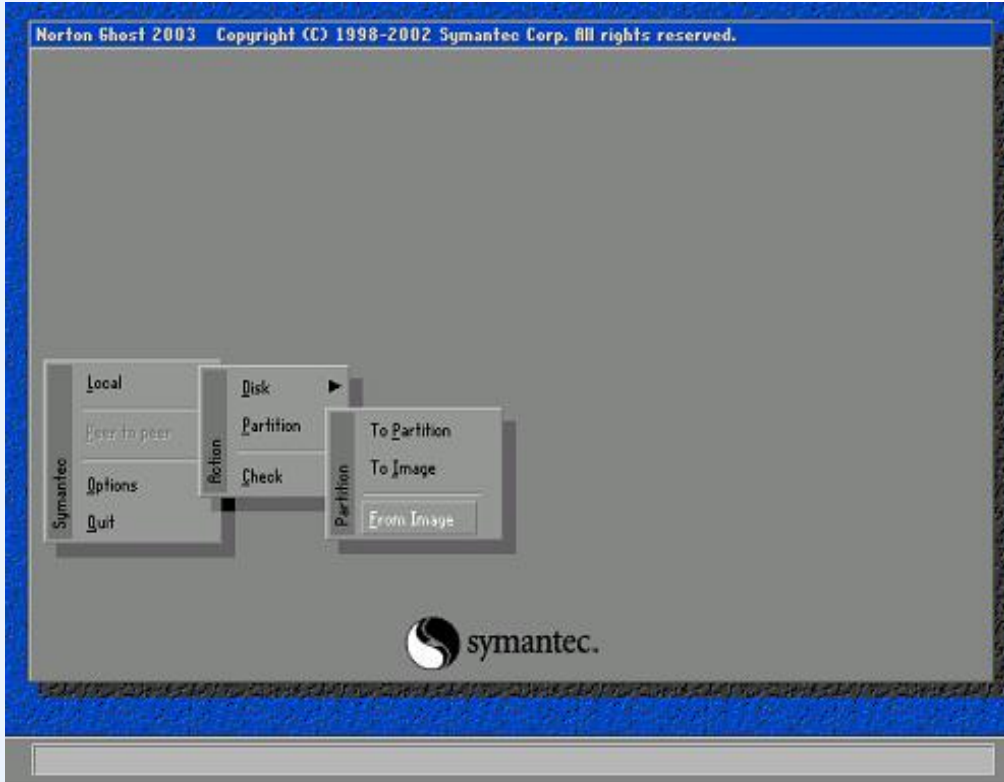 Norton Ghost 2003 Copyright (C) 1998-2002 Symantec Corp. All rights reserved.
Symantec
Local
Peer to peer
Options
Quit
Action
Disk
Partition
Check
Partition
To Partition
To Image
From Image
symantec.